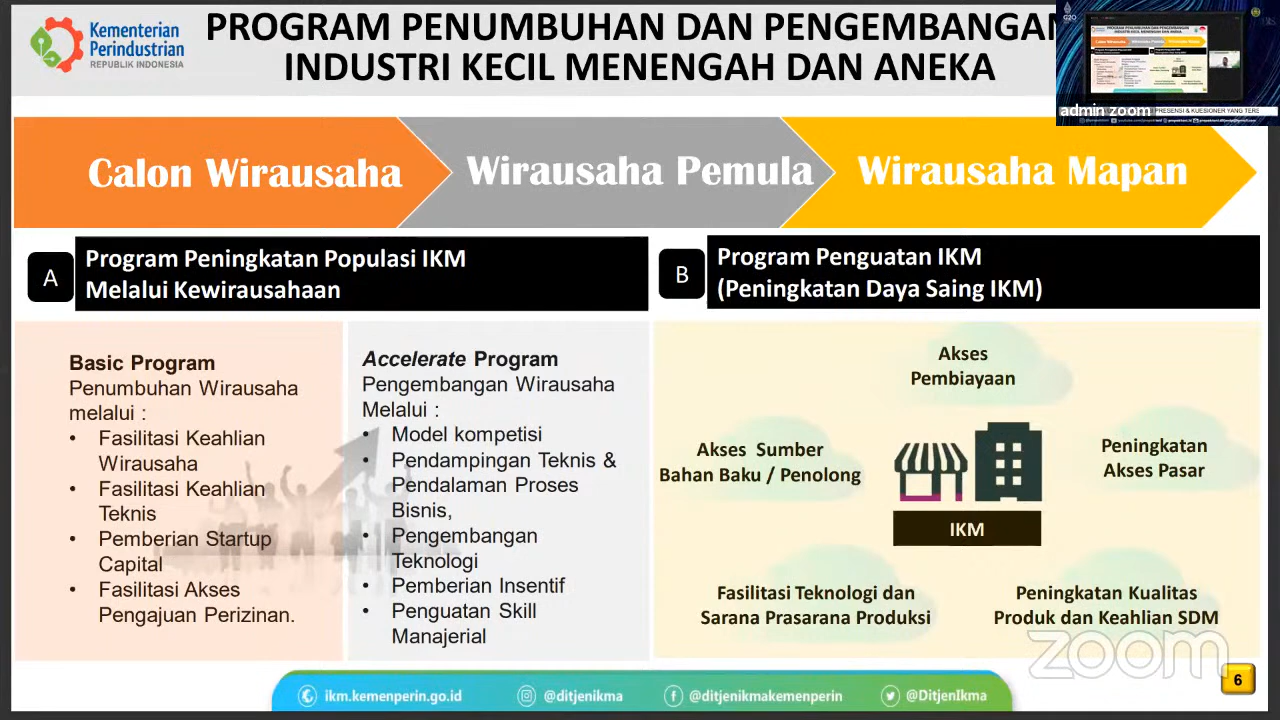 Kementerian
Perindustrian
REPUBLIK INDONESIA
PROGRAM PENUMBUHAN DAN PENGEMBANGAN
INDUSTRI KECIL MENENGAH DAN ANEKA
G20
admin zoom
PRESENSI & KUESIONER YANG TERE
Calon Wirausaha
Wirausaha Pemula
Wirausaha Mapan
A
Program Peningkatan Populasi IKM
Melalui Kewirausahaan
B
Program Penguatan IKM
(Peningkatan Daya Saing IKM)
Basic Program
Penumbuhan Wirausaha
melalui :
• Fasilitasi Keahlian
Wirausaha
• Fasilitasi Keahlian
Teknis
• Pemberian Startup
Capital
• Fasilitasi Akses
Pengajuan Perizinan.
Accelerate Program
Pengembangan Wirausaha
Melalui :
• Model kompetisi
• Pendampingan Teknis &
Pendalaman Proses
Bisnis,
• Pengembangan
Teknologi
• Pemberian Insentif
• Penguatan Skill
Manajerial
Akses
Pembiayaan
Akses Sumber
Bahan Baku / Penolong
Peningkatan
Akses Pasar
IKM
Fasilitasi Teknologi dan
Sarana Prasarana Produksi
Peningkatan Kualitas
Produk dan Keahlian SDM
zoom
ikm.kemenperin.go.id
@ditjenikma
@ditjenikmakemenperin
@DitjenIkma
6